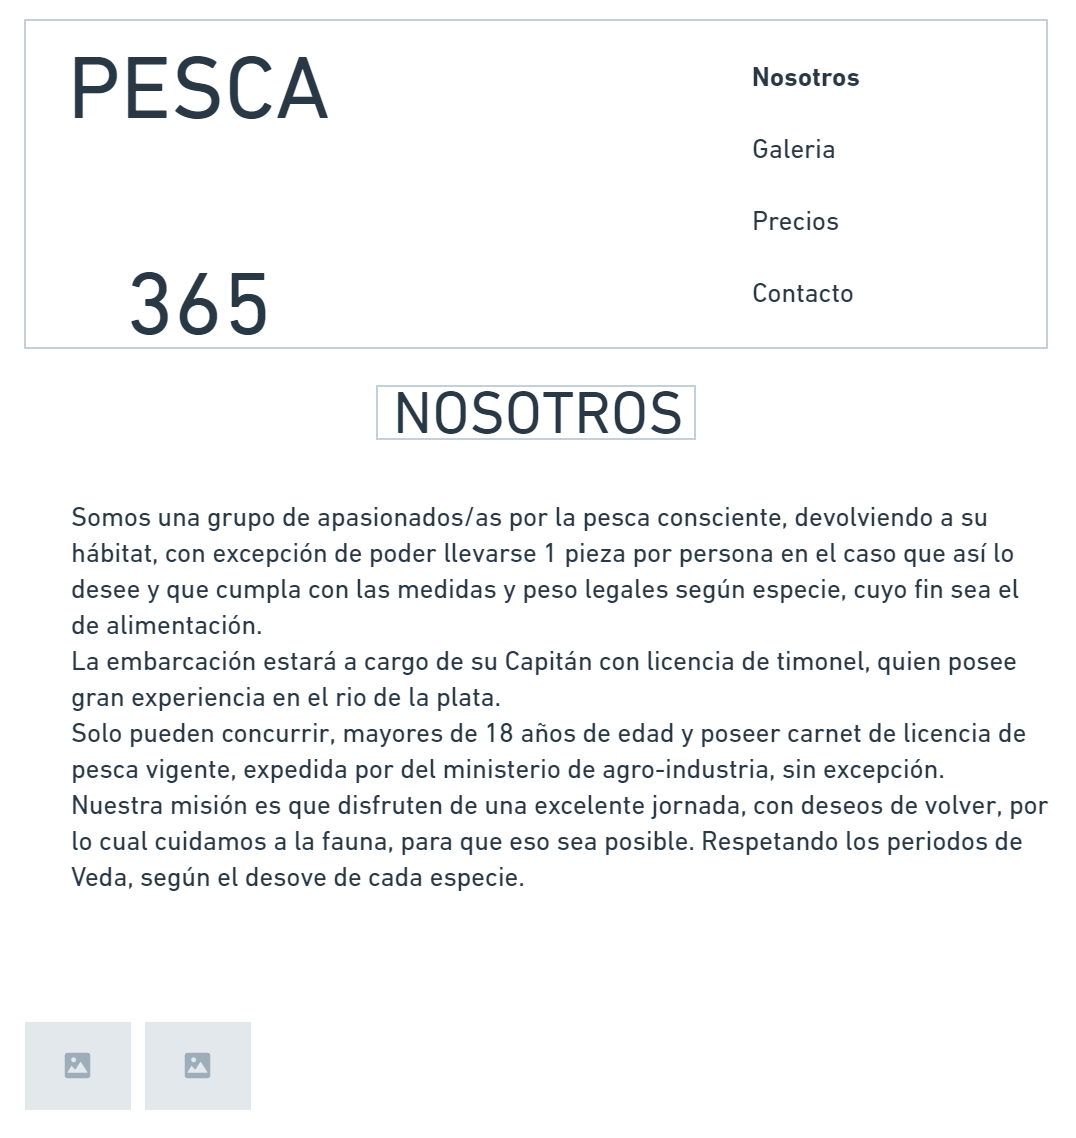 PESCA
365
Nosotros
Galeria
Precios
Contacto
NOSOTROS
Somos una grupo de apasionados/as por la pesca consciente, devolviendo a su
hábitat, con excepción de poder llevarse 1 pieza por persona en el caso que así lo
desee y que cumpla con las medidas y peso legales según especie, cuyo fin sea el
de alimentación.
La embarcación estará a cargo de su Capitán con licencia de timonel, quien posee
gran experiencia en el rio de la plata.
Solo pueden concurrir, mayores de 18 años de edad y poseer carnet de licencia de
pesca vigente, expedida por del ministerio de agro-industria, sin excepción.
Nuestra misión es que disfruten de una excelente jornada, con deseos de volver, por
lo cual cuidamos a la fauna, para que eso sea posible. Respetando los periodos de
Veda, según el desove de cada especie.